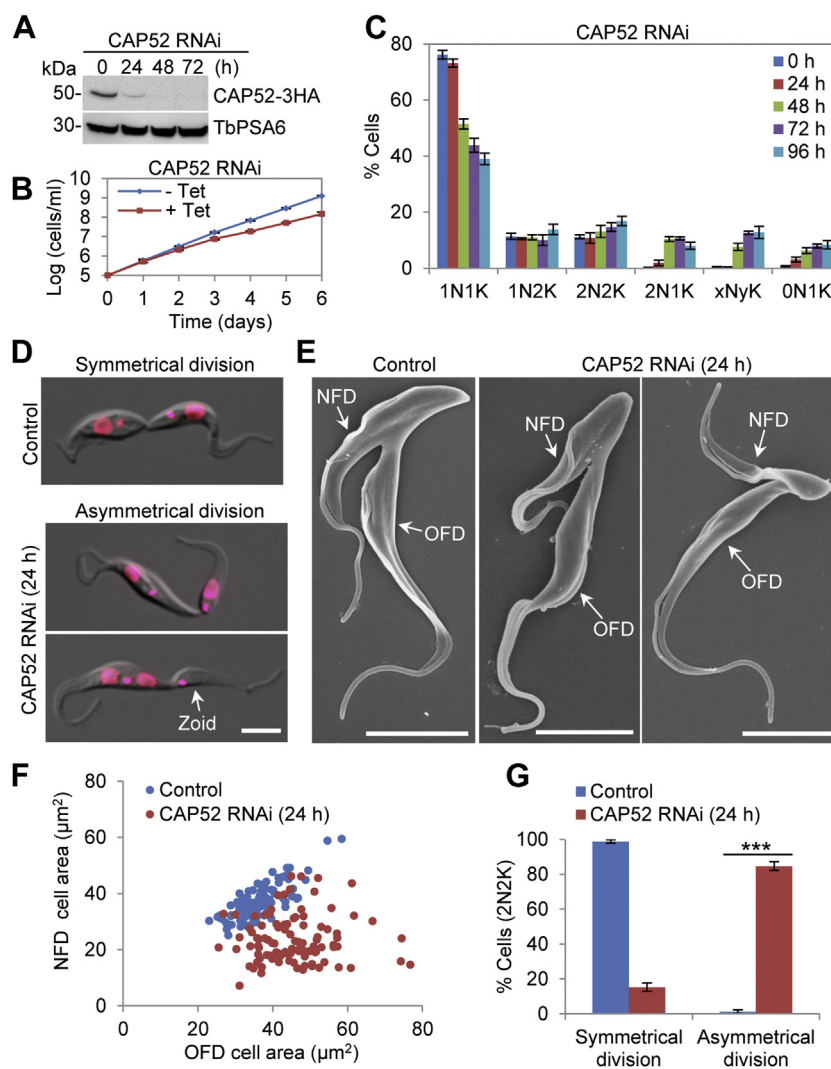 A
CAP52 RNAi
kDa 0 24 48 72 (h)
50- CAP52-3HA
30- TbPSA6
B
CAP52 RNAi
- Tet
+ Tet
Log (cells/ml)
10
9
8
7
6
5
0 1 2 3 4 5 6
Time (days)
C
CAP52 RNAi
% Cells
80
60
40
20
0
0 h
24 h
48 h
72 h
96 h
1N1K 1N2K 2N2K 2N1K xNyK 0N1K
D
Symmetrical division
Control
Asymmetrical division
CAP52 RNAi (24 h)
Zoid
E
Control CAP52 RNAi (24 h)
NFD
OFD
NFD
OFD
NFD
OFD
F
Control
CAP52 RNAi (24 h)
NFD cell area (μm²)
80
60
40
20
0
0 20 40 60 80
OFD cell area (μm²)
G
Control
CAP52 RNAi (24 h)
% Cells (2N2K)
100
80
60
40
20
0
***
Symmetrical division
Asymmetrical division